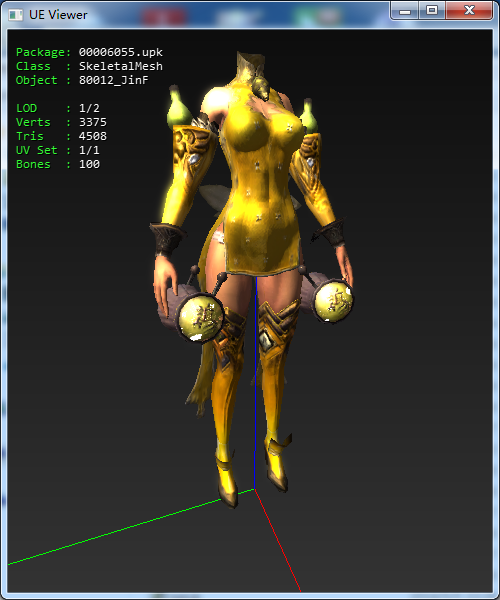 UE Viewer
Package: 00006055.upk
Class : SkeletalMesh
Object : 80012_JinF
LOD : 1/2
Verts : 3375
Tris : 4508
UV Set : 1/1
Bones : 100